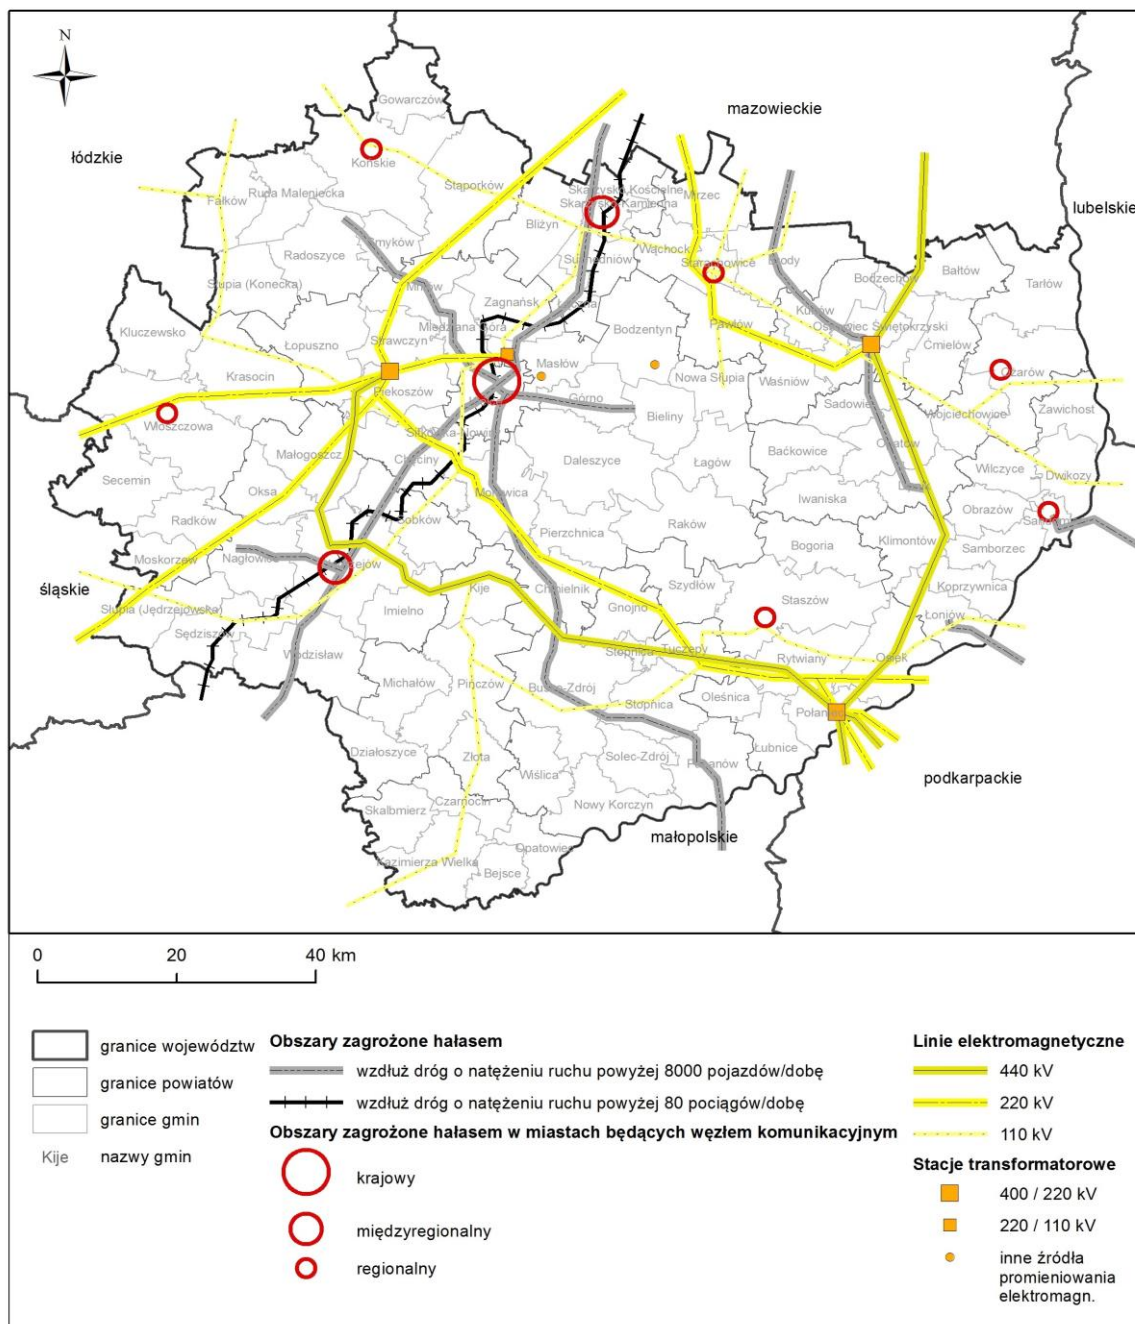 N
Gowarczów
mazowieckie
łódzkie
Końskie
Ruda Maleniecka
Fałków
Stąporków
Skarżysko Kościelne
Skarżysko Kamienna
Mirzec
lubelskie
Bliżyn
Smyków
Radoszyce
Suchedniów
Wąchock
Starachowice
Brody
Słupia (Konecka)
Mniów
Zagnańsk
Łączna
Bodzechów
Bałtów
Tarłów
Kluczewsko
Łopuszno
Strawczyn
Miedziana Góra
Bodzentyn
Pawłów
Kunów
Ostrowiec Świętokrzyski
Ćmielów
Krasocin
Piekoszów
Masłów
Górno
Nowa Słupia
Waśniów
Ożarów
Sadowie
Włoszczowa
Sitkówka-Nowiny
Bieliny
Wojciechowice
Zawichost
Małogoszcz
Chęciny
Daleszyce
Łagów
Baćkowice
Opatów
Wilczyce
Dwikozy
Secemin
Oksa
Morawica
Iwaniska
Obrazów
Radków
Sobków
Pierzchnica
Raków
Bogoria
Klimontów
Samborzec
Moskorzew
Nagłowice
śląskie
Słupia (Jędrzejowska)
Imielno
Kije
Chmielnik
Gnojno
Szydłów
Staszów
Koprzywnica
Łoniów
Sędziszów
Wodzisław
Michałów
Pińczów
Busko-Zdrój
Stopnica
Tuczępy
Rytwiany
Osiek
Oleśnica
Stopnica
Połaniec
Działoszyce
Złota
Wiślica
Solec-Zdrój
Pacanów
Łubnice
podkarpackie
Skalbmierz
Czarnocin
Nowy Korczyn
małopolskie
Kazimierza Wielka
Opatowiec
Bejsce
0 20 40 km
granice województw
granice powiatów
granice gmin
Kije nazwy gmin
Obszary zagrożone hałasem
wzdłuż dróg o natężeniu ruchu powyżej 8000 pojazdów/dobę
wzdłuż dróg o natężeniu ruchu powyżej 80 pociągów/dobę
Obszary zagrożone hałasem w miastach będących węzłem komunikacyjnym
krajowy
międzyregionalny
regionalny
Linie elektromagnetyczne
440 kV
220 kV
110 kV
Stacje transformatorowe
400 / 220 kV
220 / 110 kV
inne źródła
promieniowania
elektromagn.